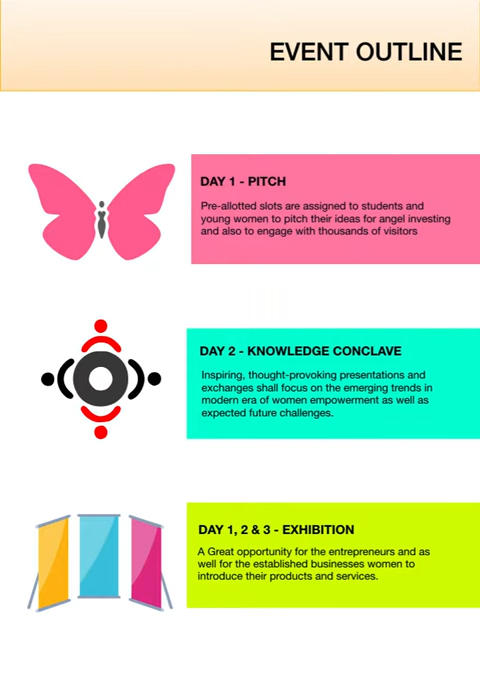 EVENT OUTLINE
DAY 1 - PITCH
Pre-allotted slots are assigned to students and
young women to pitch their ideas for angel investing
and also to engage with thousands of visitors
DAY 2 - KNOWLEDGE CONCLAVE
Inspiring, thought-provoking presentations and
exchanges shall focus on the emerging trends in
modern era of women empowerment as well as
expected future challenges.
DAY 1, 2 & 3 - EXHIBITION
A Great opportunity for the entrepreneurs and as
well for the established businesses women to
introduce their products and services.